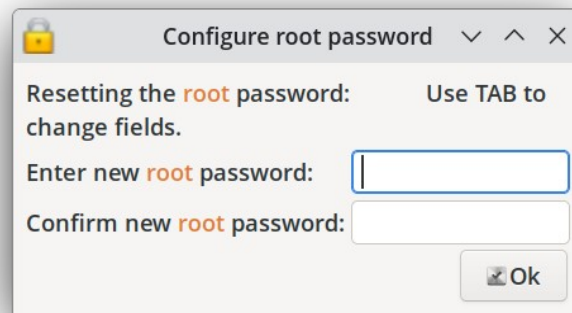 Configure root password
Resetting the root password: Use TAB to
change fields.
Enter new root password:
Confirm new root password:
Ok